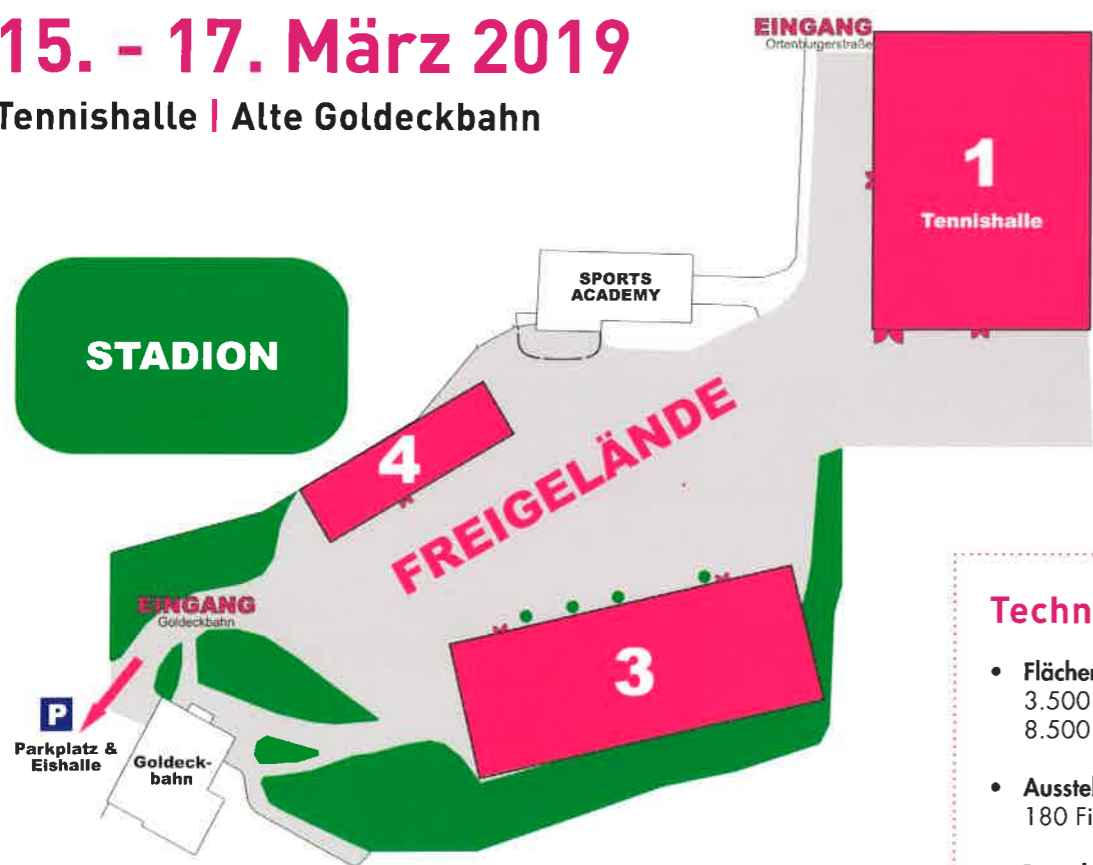 15. - 17. März 2019
Tennishalle | Alte Goldeckbahn
EINGANG
Ortenburgerstraße
1
Tennishalle
SPORTS
ACADEMY
STADION
4
FREIGELÄNDE
EINGANG
Goldeckbahn
3
P
Parkplatz &
Eishalle
Goldeck-
bahn
Techn
• Flächen
3.500
8.500
• Ausstel
180 Fi